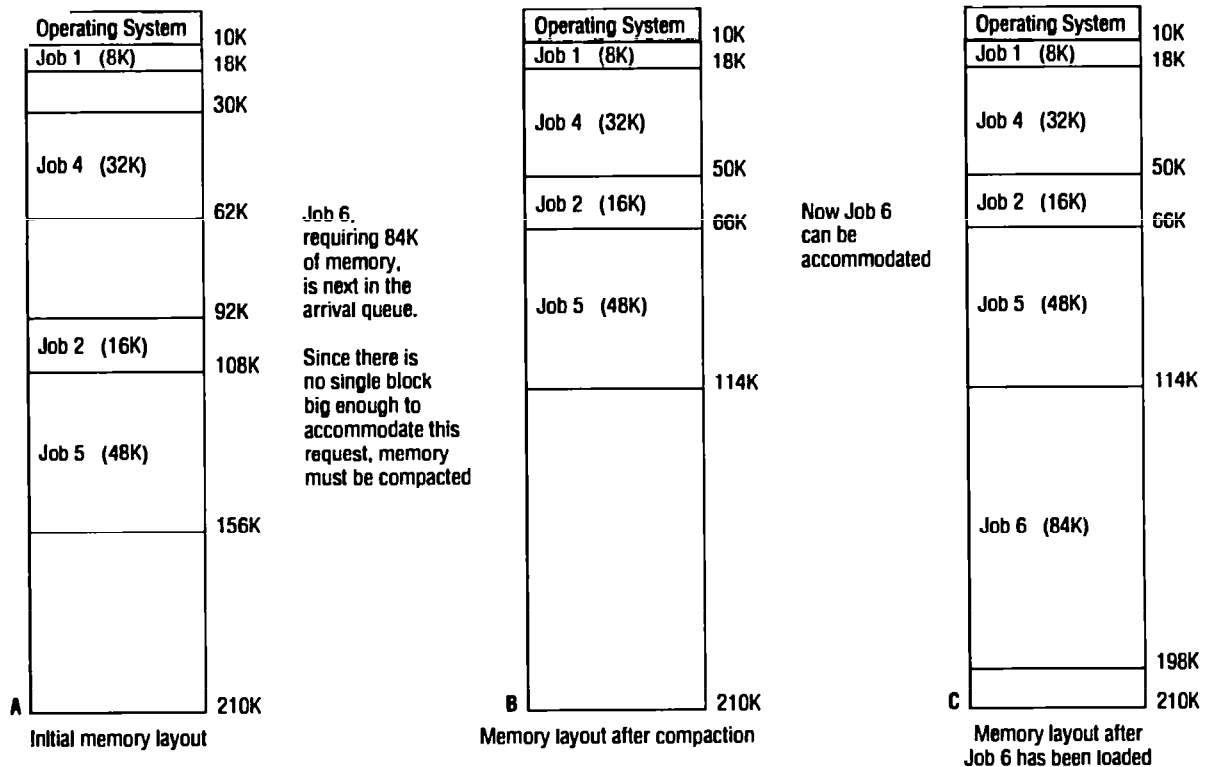 Operating System
10K
Job 1 (8K)
18K
30K
Job 4 (32K)
62K
92K
Job 2 (16K)
108K
Job 5 (48K)
156K
210K
A
Initial memory layout
Job 6,
requiring 84K
of memory,
is next in the
arrival queue.
Since there is
no single block
big enough to
accommodate this
request, memory
must be compacted
Operating System
10K
Job 1 (8K)
18K
Job 4 (32K)
50K
Job 2 (16K)
66K
Job 5 (48K)
114K
210K
B
Memory layout after compaction
Now Job 6
can be
accommodated
Operating System
10K
Job 1 (8K)
18K
Job 4 (32K)
50K
Job 2 (16K)
66K
Job 5 (48K)
114K
Job 6 (84K)
198K
210K
C
Memory layout after
Job 6 has been loaded